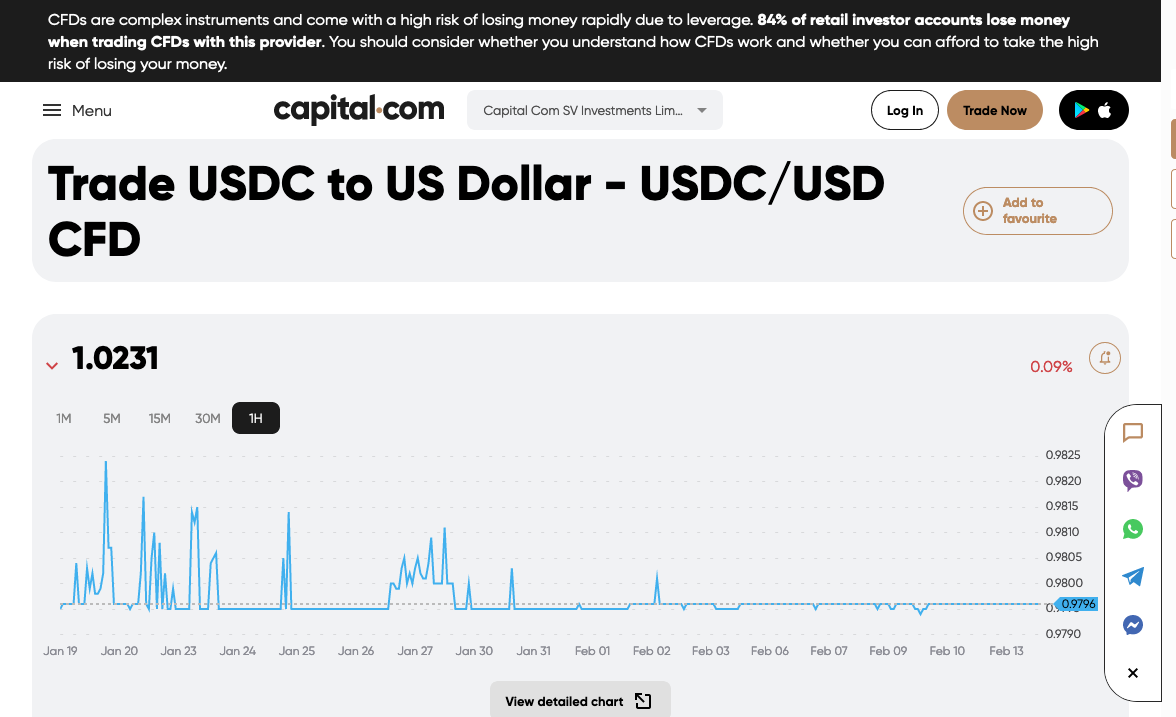 CFDs are complex instruments and come with a high risk of losing money rapidly due to leverage. 84% of retail investor accounts lose money
when trading CFDs with this provider. You should consider whether you understand how CFDs work and whether you can afford to take the high
risk of losing your money.
Menu
capital.com
Capital Com SV Investments Lim...
Log In
Trade Now
Trade USDC to US Dollar - USDC/USD
CFD
Add to
favourite
1.0231
0.09%
1M 5M 15M 30M 1H
0.9825
0.9820
0.9815
0.9810
0.9805
0.9800
0.9796
0.9790
Jan 19 Jan 20 Jan 23 Jan 24 Jan 25 Jan 26 Jan 27 Jan 30 Jan 31 Feb 01 Feb 02 Feb 03 Feb 06 Feb 07 Feb 09 Feb 10 Feb 13
View detailed chart